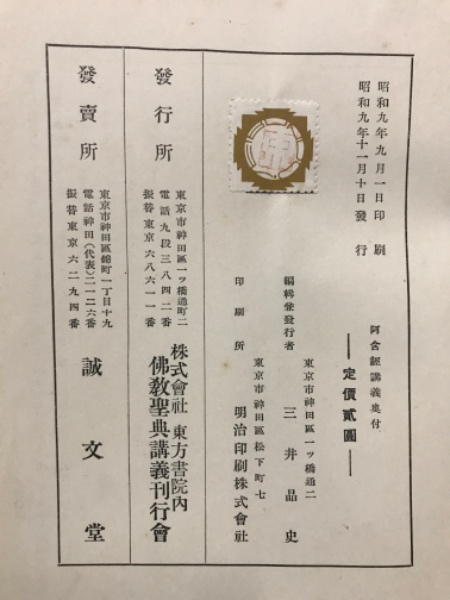 昭和九年九月一日印刷
昭和九年十一月十日發行
阿含經講義奥付
定價貳圓
東京市神田區一ツ橋通二
編輯兼發行者 三井晶史
東京市神田區松下町七
印刷所 明治印刷株式會社
發行所
東京市神田區一ツ橋通町二
電話九段三八四二番
振替東京六八六一一番
株式會社 東方書院内
佛教聖典講義刊行會
發賣所
東京市神田區錦町一丁目十九
電話神田(代表)二一二六番
振替東京六二九四番
誠文堂